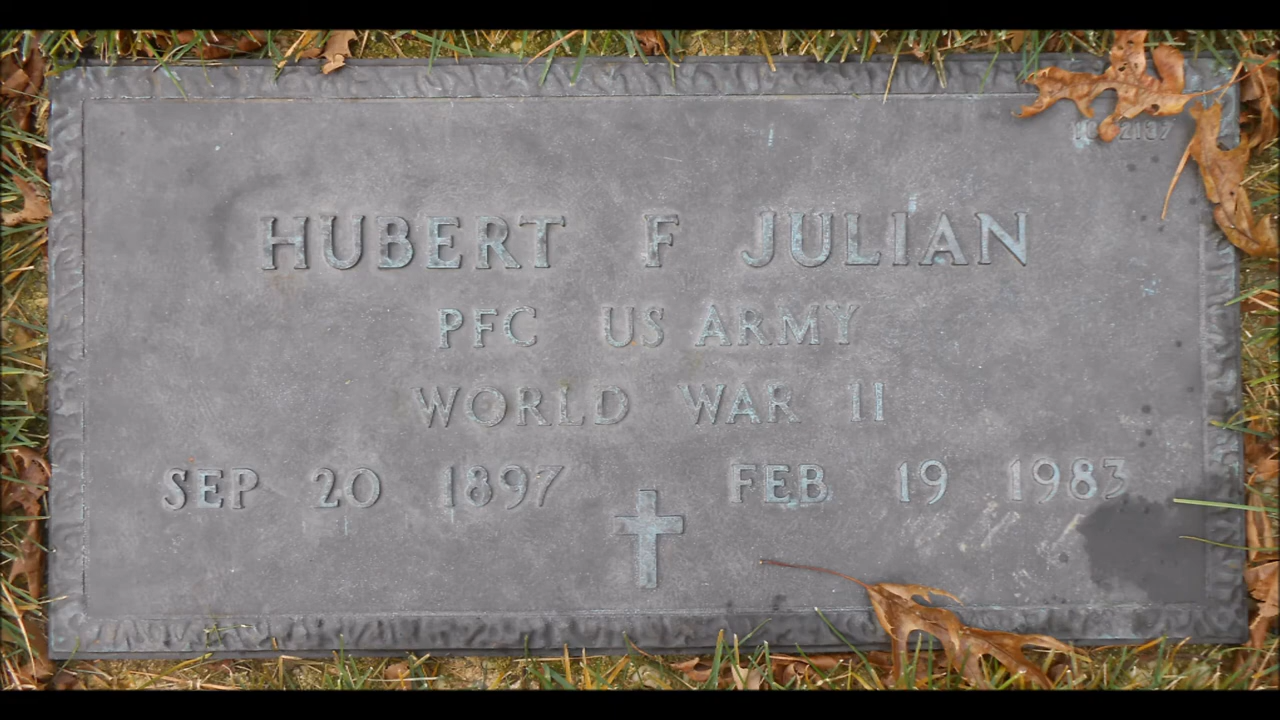 HUBERT F JULIAN
PFC US ARMY
WORLD WAR II
SEP 20 1897 FEB 19 1983